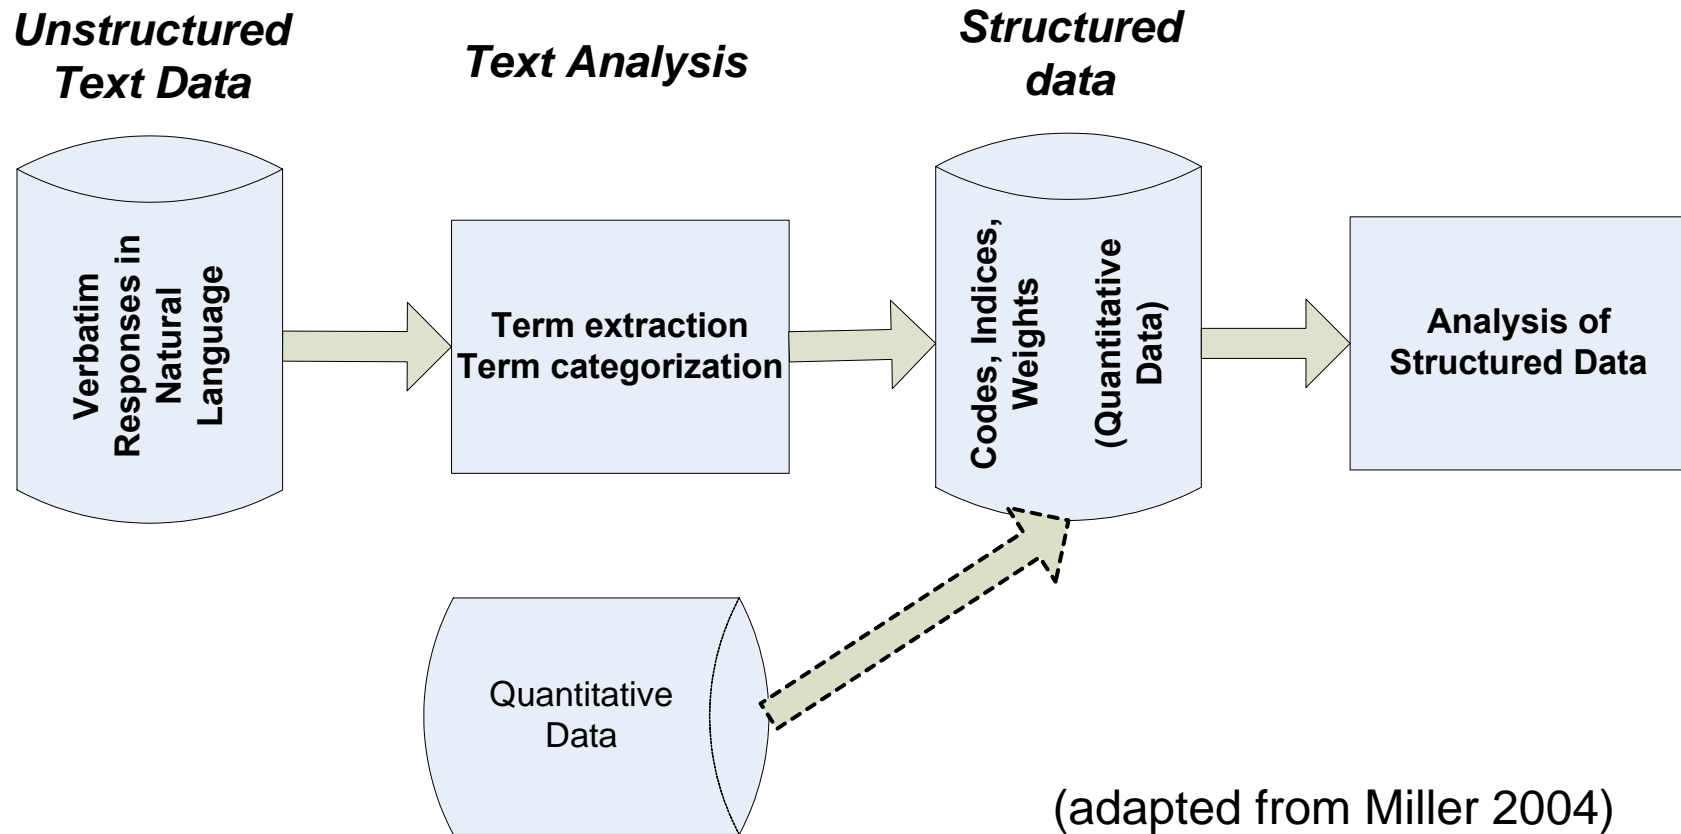 Unstructured
Text Data
Text Analysis
Structured
data
Verbatim
Responses in
Natural
Language
Term extraction
Term categorization
Codes, Indices,
Weights
(Quantitative
Data)
Analysis of
Structured Data
Quantitative
Data
(adapted from Miller 2004)